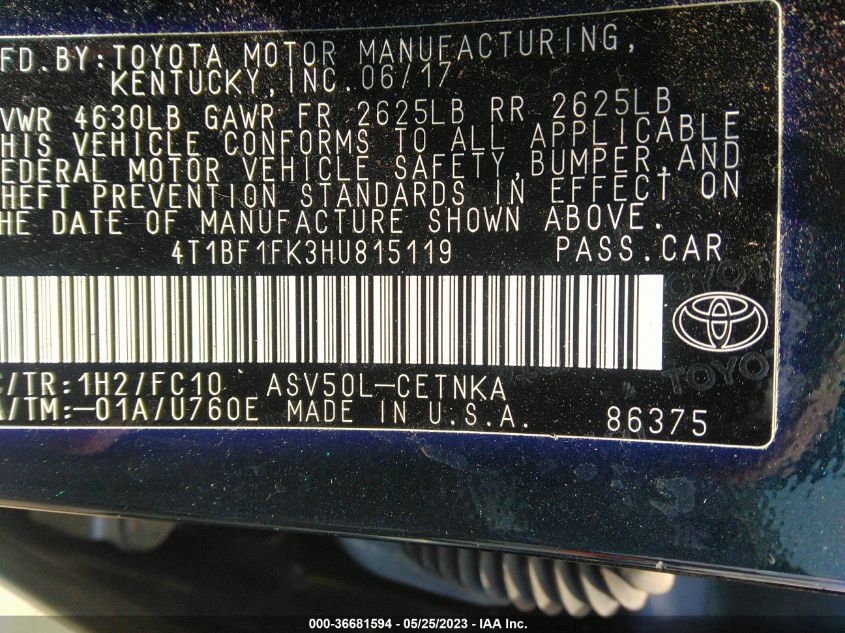 FD. BY: TOYOTA MOTOR MANUFACTURING,
KENTUCKY, INC. 06/17
VWR 4630LB GAWR FR 2625LB RR 2625LB
HIS VEHICLE CONFORMS TO ALL APPLICABLE
EDERAL MOTOR VEHICLE SAFETY, BUMPER, AND
HEFT PREVENTION STANDARDS IN EFFECT ON
HE DATE OF MANUFACTURE SHOWN ABOVE.
4T1BF1FK3HU815119 PASS. CAR
TOYOTA
C/TR: 1H2/FC10 ASV50L-CETNKA
A/TM:-01A/U760E MADE IN U.S.A. 86375
000-36681594 - 05/25/2023 - IAA Inc.